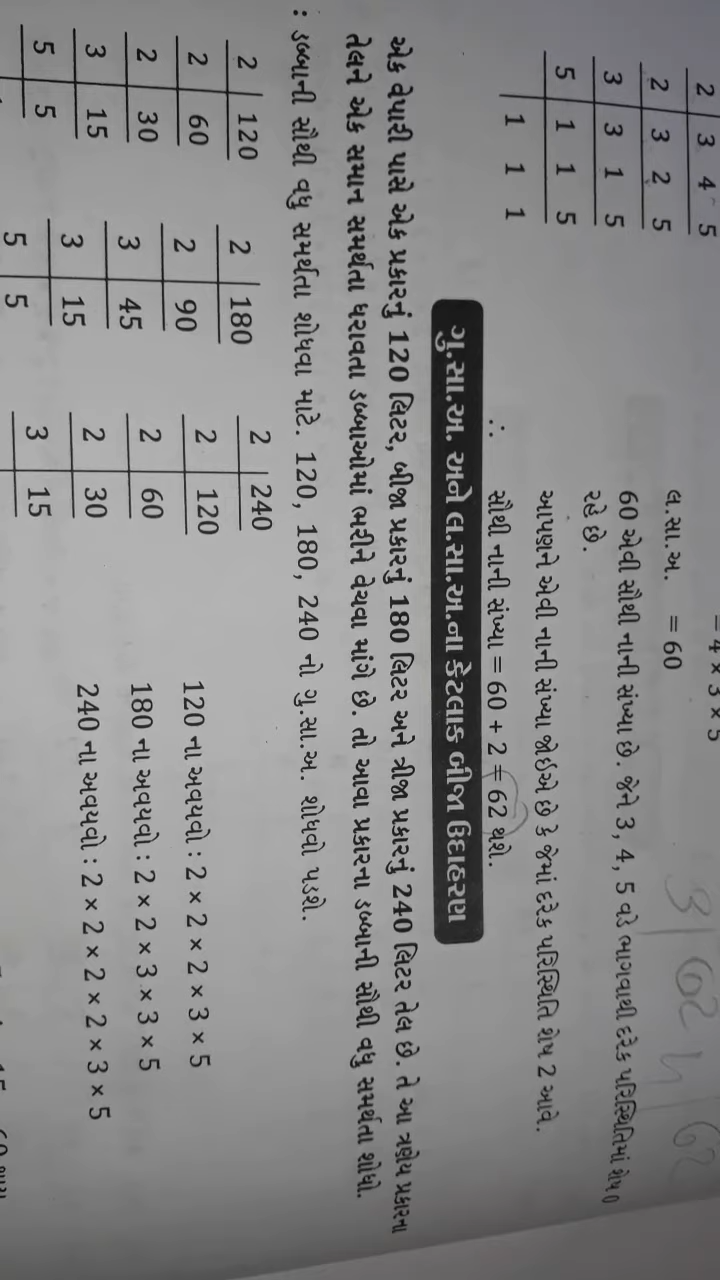 = 4 × 3 × 5
2 | 3 4 5
2 | 3 2 5
3 | 3 1 5
5 | 1 1 5
1 1 1
લ.સા.અ. = 60
60 એવી સૌથી નાની સંખ્યા છે. જેને 3, 4, 5 વડે ભાગવાથી દરેક પરિસ્થિતિમાં શેષ 0
રહે છે.
આપણને એવી નાની સંખ્યા જોઇએ છે કે જેમાં દરેક પરિસ્થિતિ શેષ 2 આવે.
∴ સૌથી નાની સંખ્યા = 60 + 2 = 62 થશે.
3 | 62 4 | 62
ગુ.સા.અ. અને લ.સા.અ.ના કેટલાક બીજા ઉદાહરણ
એક વેપારી પાસે એક પ્રકારનું 120 લિટર, બીજા પ્રકારનું 180 લિટર અને ત્રીજા પ્રકારનું 240 લિટર તેલ છે. તે આ ત્રણેય પ્રકારના
તેલને એક સમાન સમર્થતા ધરાવતા ડબ્બાઓમાં ભરીને વેચવા માંગે છે. તો આવા પ્રકારના ડબ્બાની સૌથી વધુ સમર્થતા શોધો.
: ડબ્બાની સૌથી વધુ સમર્થતા શોધવા માટે. 120, 180, 240 નો ગુ.સા.અ. શોધવો પડશે.
2 | 120 2 | 180 2 | 240
2 | 60 2 | 90 2 | 120 120 ના અવયવો : 2 × 2 × 2 × 3 × 5
2 | 30 3 | 45 2 | 60 180 ના અવયવો : 2 × 2 × 3 × 3 × 5
3 | 15 3 | 15 2 | 30 240 ના અવયવો : 2 × 2 × 2 × 2 × 3 × 5
5 | 5 5 | 5 3 | 15